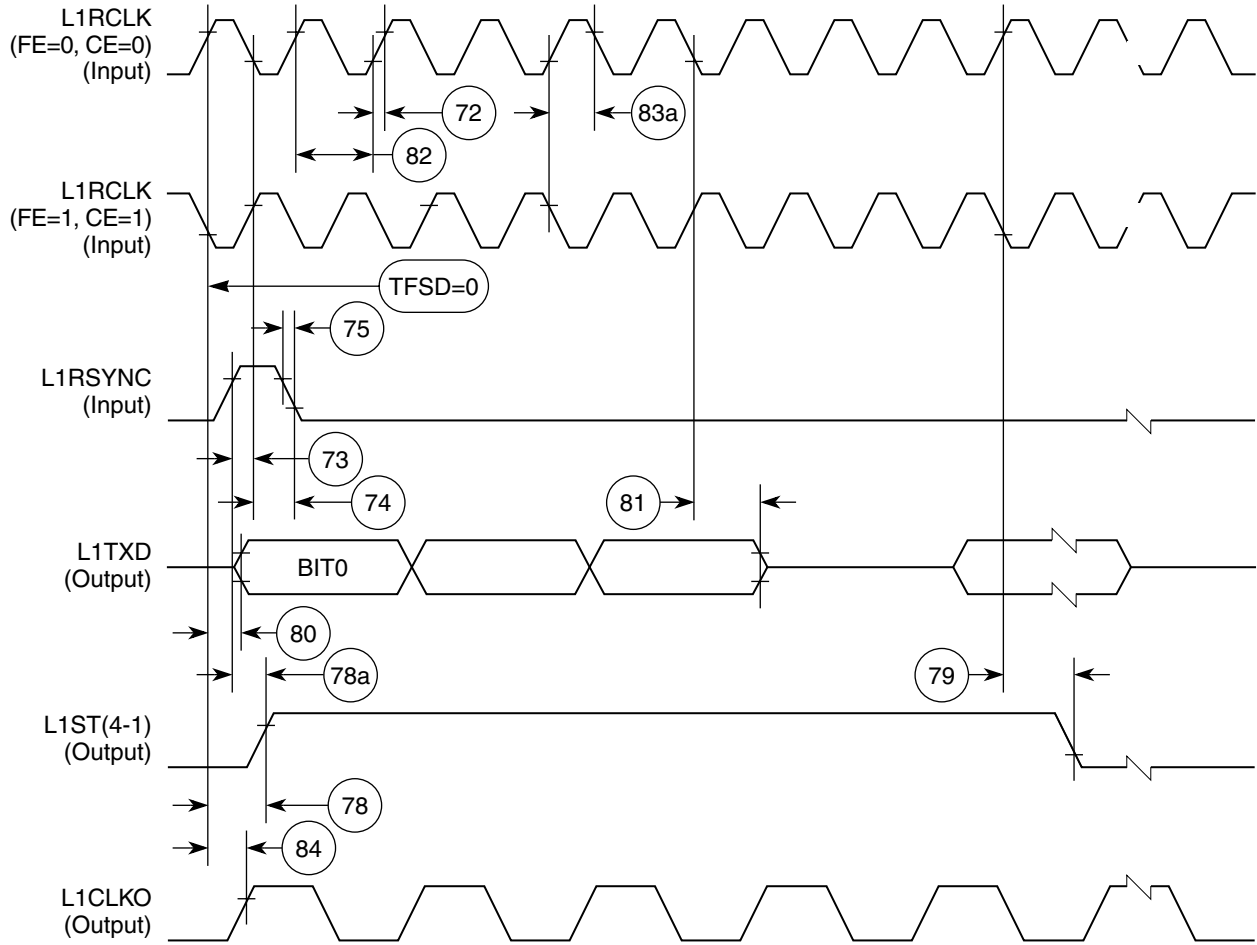 L1RCLK
(FE=0, CE=0)
(Input)
72
83a
82
L1RCLK
(FE=1, CE=1)
(Input)
TFSD=0
75
L1RSYNC
(Input)
73
74
81
L1TXD
(Output)
BIT0
80
78a
79
L1ST(4-1)
(Output)
78
84
L1CLKO
(Output)